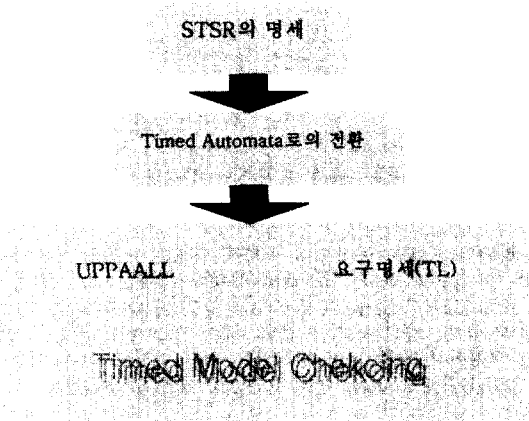 STSR의 명세
Timed Automata로의 전환
UPPAALL 요구명세(TL)
Timed Model Chekcing